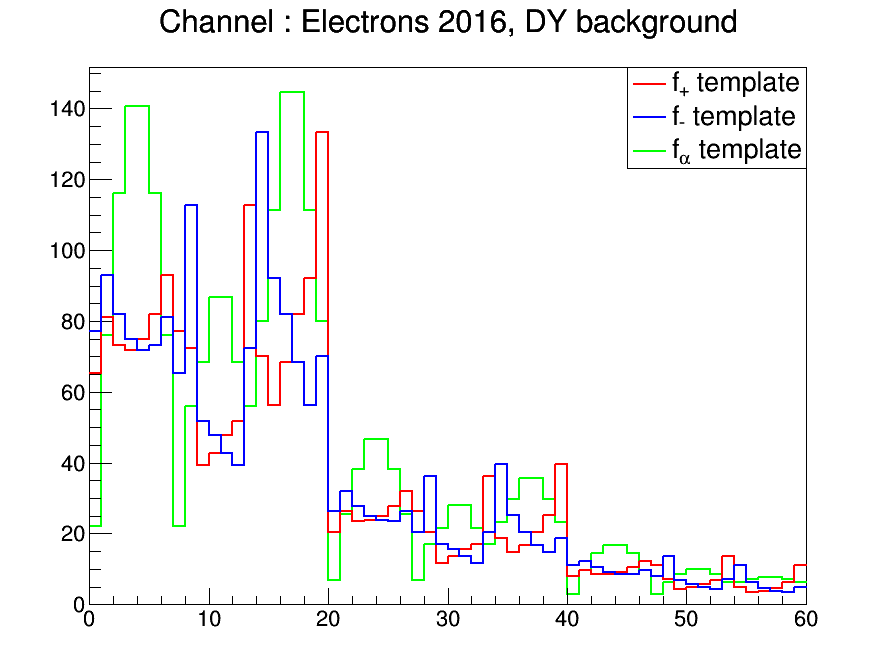 Channel : Electrons 2016, DY background
f+ template
f- template
fα template
140
120
100
80
60
40
20
0
0 10 20 30 40 50 60